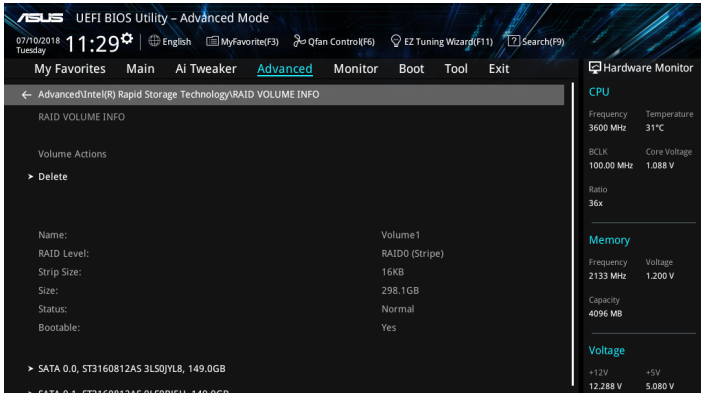 ASUS UEFI BIOS Utility – Advanced Mode
07/10/2018 Tuesday 11:29 English MyFavorite(F3) Qfan Control(F6) EZ Tuning Wizard(F11) ? Search(F9)
My Favorites Main Ai Tweaker Advanced Monitor Boot Tool Exit
← Advanced\Intel(R) Rapid Storage Technology\RAID VOLUME INFO
RAID VOLUME INFO
Volume Actions
> Delete
Name: Volume1
RAID Level: RAID0 (Stripe)
Strip Size: 16KB
Size: 298.1GB
Status: Normal
Bootable: Yes
> SATA 0.0, ST3160812AS 3LS0JYL8, 149.0GB
Hardware Monitor
CPU
Frequency Temperature
3600 MHz 31°C
BCLK Core Voltage
100.00 MHz 1.088 V
Ratio
36x
Memory
Frequency Voltage
2133 MHz 1.200 V
Capacity
4096 MB
Voltage
+12V +5V
12.288 V 5.080 V